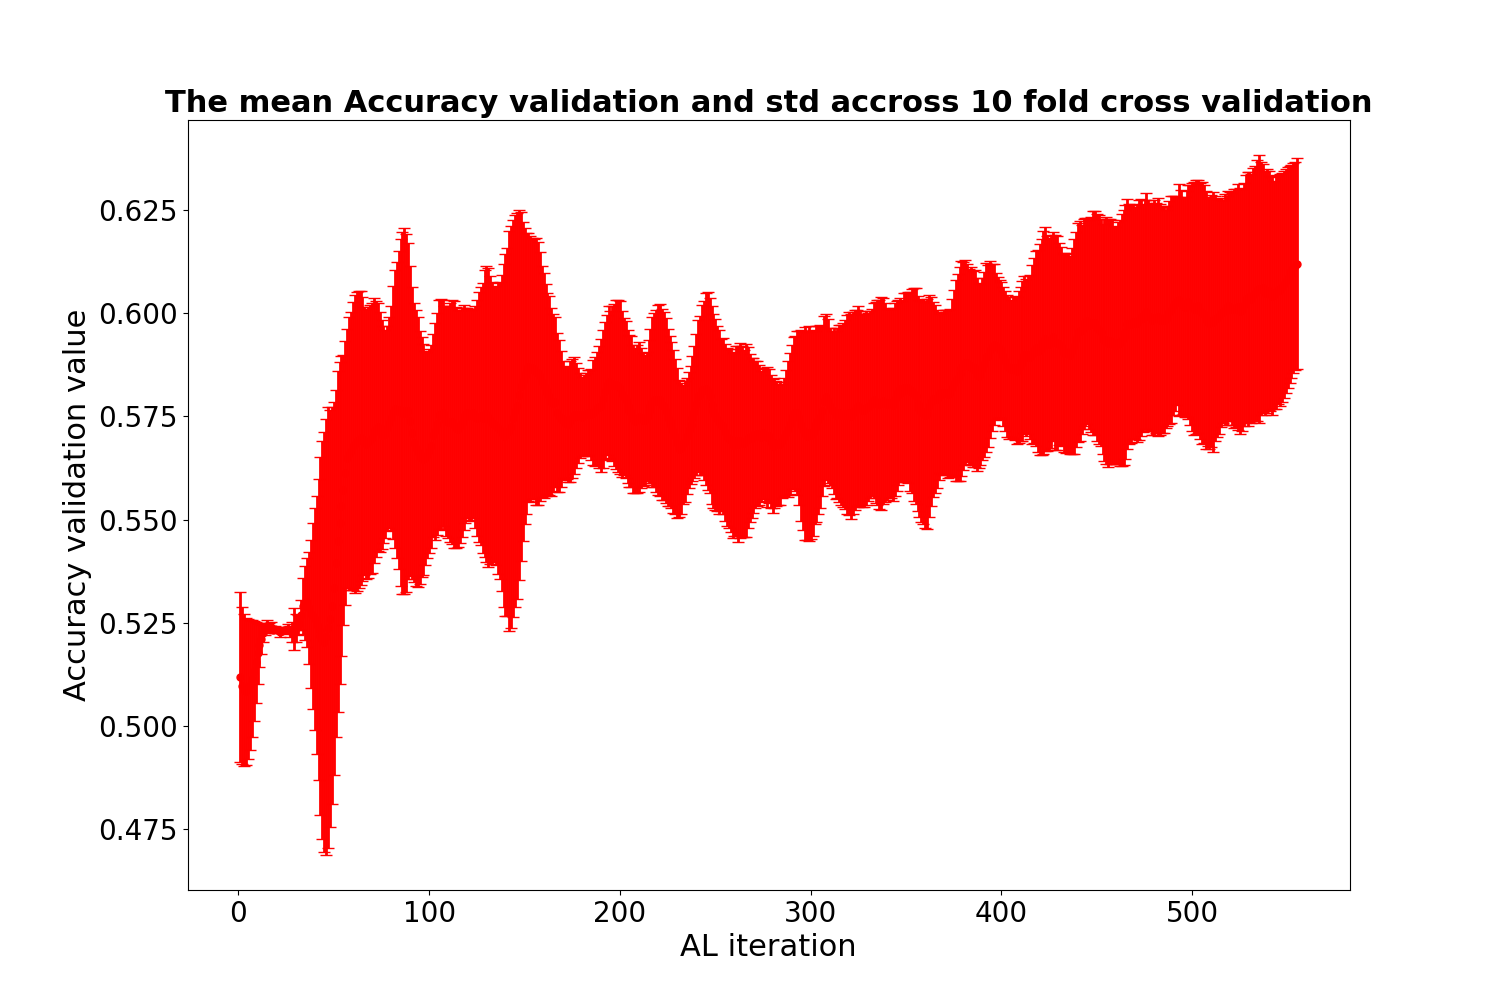 The mean Accuracy validation and std accross 10 fold cross validation
Accuracy validation value
0.625
0.600
0.575
0.550
0.525
0.500
0.475
0 100 200 300 400 500
AL iteration